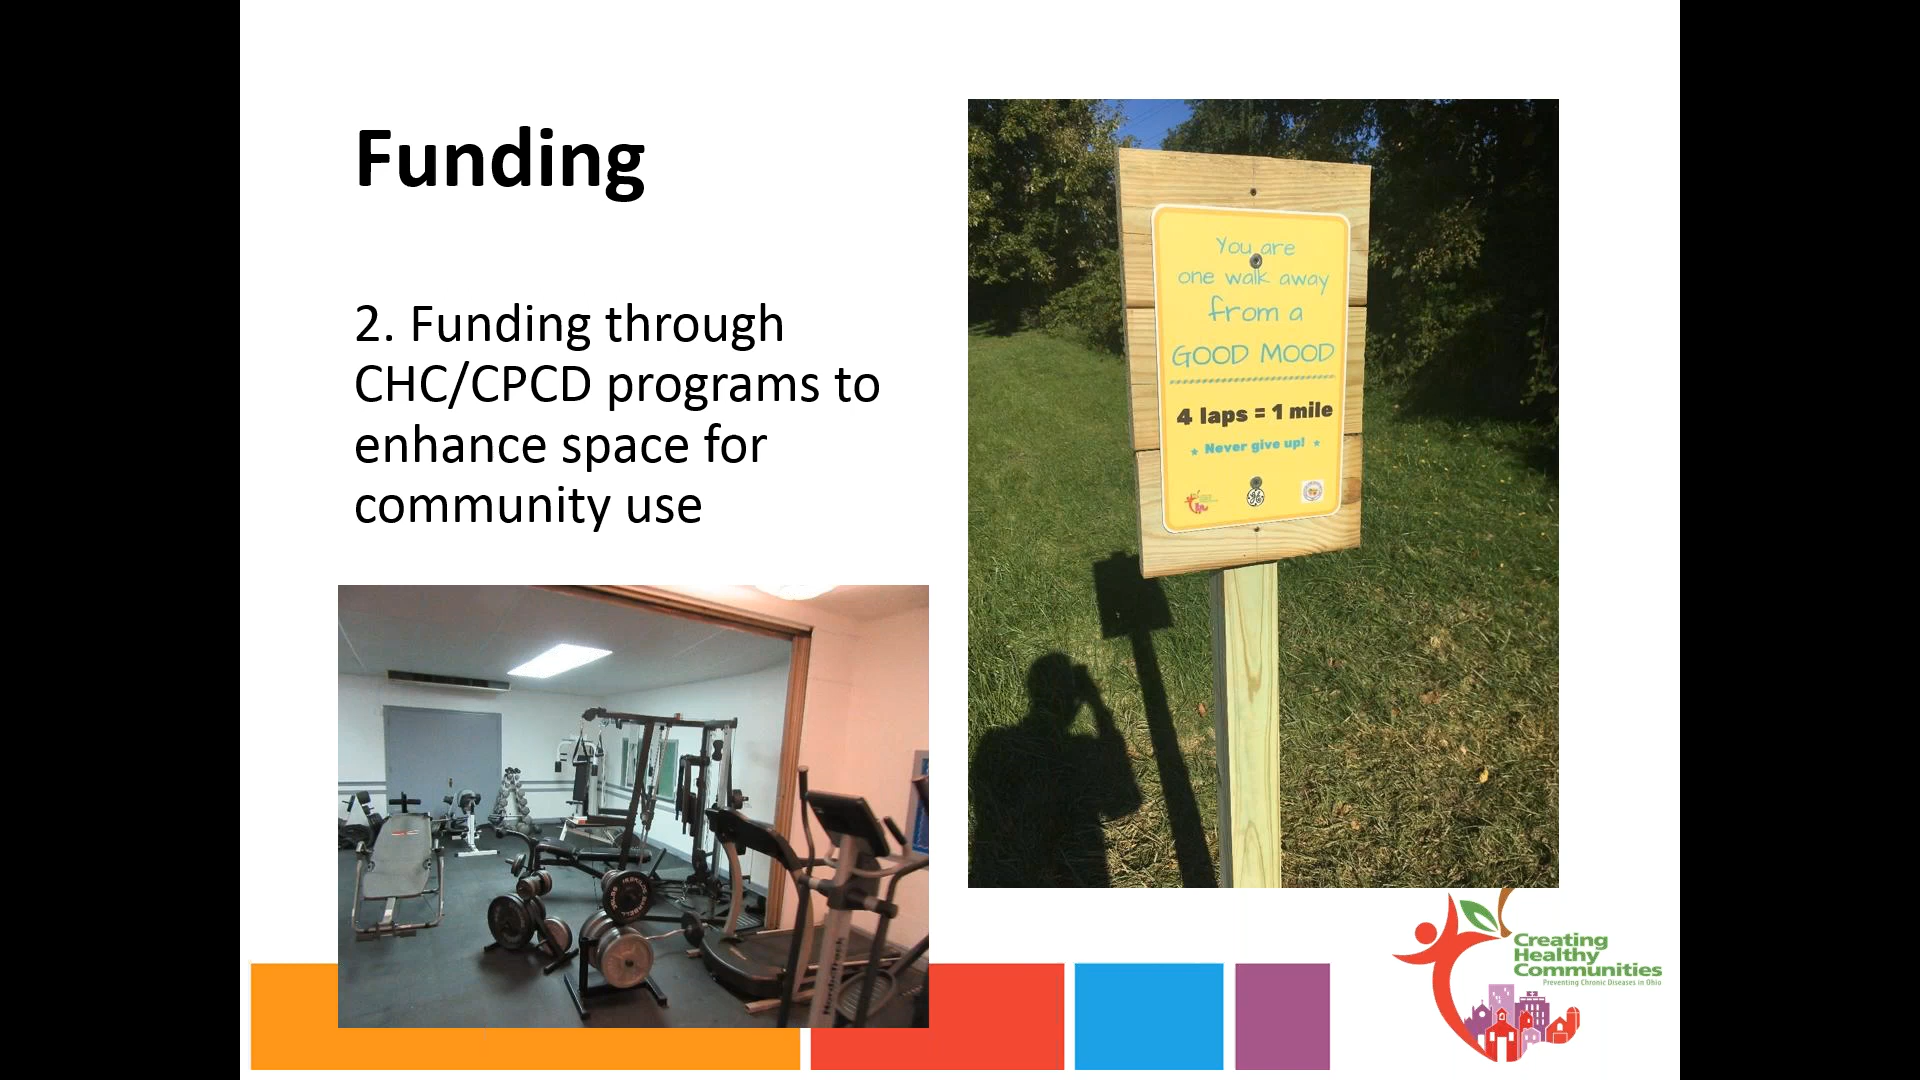 Funding
2. Funding through
CHC/CPCD programs to
enhance space for
community use
You are
one walk away
from a
GOOD MOOD
4 laps = 1 mile
Never give up!
Creating
Healthy
Communities
Preventing Chronic Diseases in Ohio